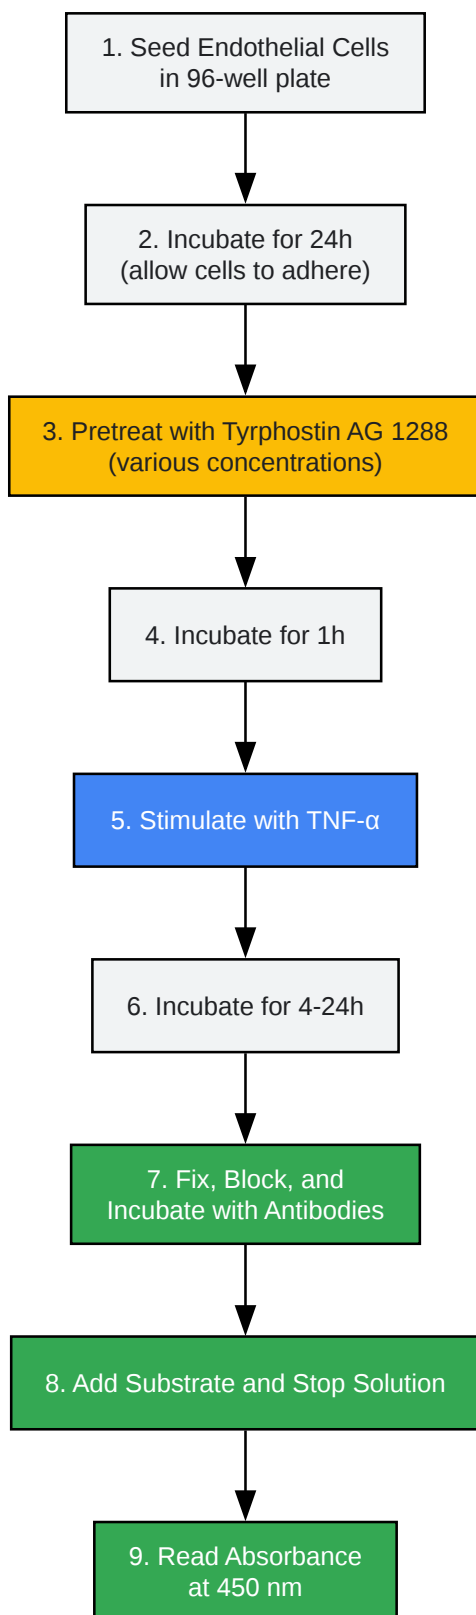 1. Seed Endothelial Cells
in 96-well plate
2. Incubate for 24h
(allow cells to adhere)
3. Pretreat with Tyrphostin AG 1288
(various concentrations)
4. Incubate for 1h
5. Stimulate with TNF-α
6. Incubate for 4-24h
7. Fix, Block, and
Incubate with Antibodies
8. Add Substrate and Stop Solution
9. Read Absorbance
at 450 nm